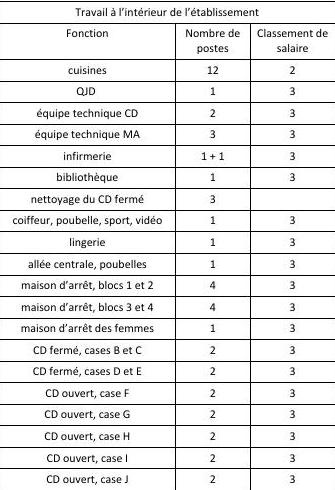 Travail à l'intérieur de l'établissement
Fonction Nombre de postes Classement de salaire
cuisines 12 2
QJD 1 3
équipe technique CD 2 3
équipe technique MA 3 3
infirmerie 1 + 1 3
bibliothèque 1 3
nettoyage du CD fermé 3
coiffeur, poubelle, sport, vidéo 1 3
lingerie 1 3
allée centrale, poubelles 1 3
maison d'arrêt, blocs 1 et 2 4 3
maison d'arrêt, blocs 3 et 4 4 3
maison d'arrêt des femmes 1 3
CD fermé, cases B et C 2 3
CD fermé, cases D et E 2 3
CD ouvert, case F 2 3
CD ouvert, case G 2 3
CD ouvert, case H 2 3
CD ouvert, case I 2 3
CD ouvert, case J 2 3